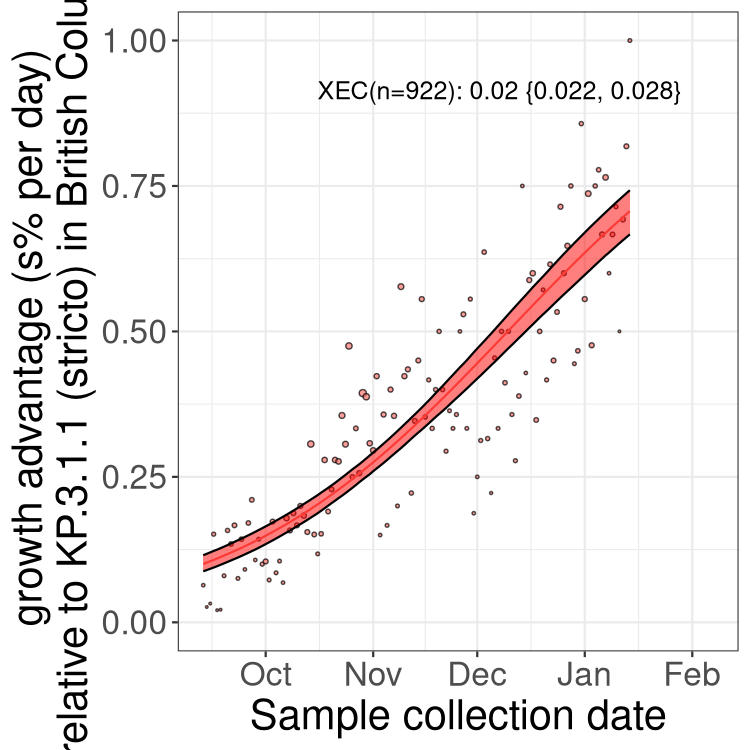 growth advantage (s% per day)
relative to KP.3.1.1 (stricto) in British Colu
1.00
0.75
0.50
0.25
0.00
XEC(n=922): 0.02 {0.022, 0.028}
Oct Nov Dec Jan Feb
Sample collection date